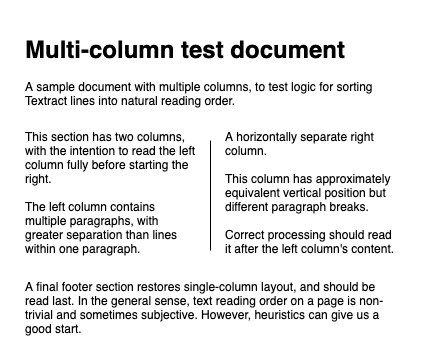 Multi-column test document
A sample document with multiple columns, to test logic for sorting
Textract lines into natural reading order.
This section has two columns,
with the intention to read the left
column fully before starting the
right.
The left column contains
multiple paragraphs, with
greater separation than lines
within one paragraph.
A horizontally separate right
column.
This column has approximately
equivalent vertical position but
different paragraph breaks.
Correct processing should read
it after the left column's content.
A final footer section restores single-column layout, and should be
read last. In the general sense, text reading order on a page is non-
trivial and sometimes subjective. However, heuristics can give us a
good start.